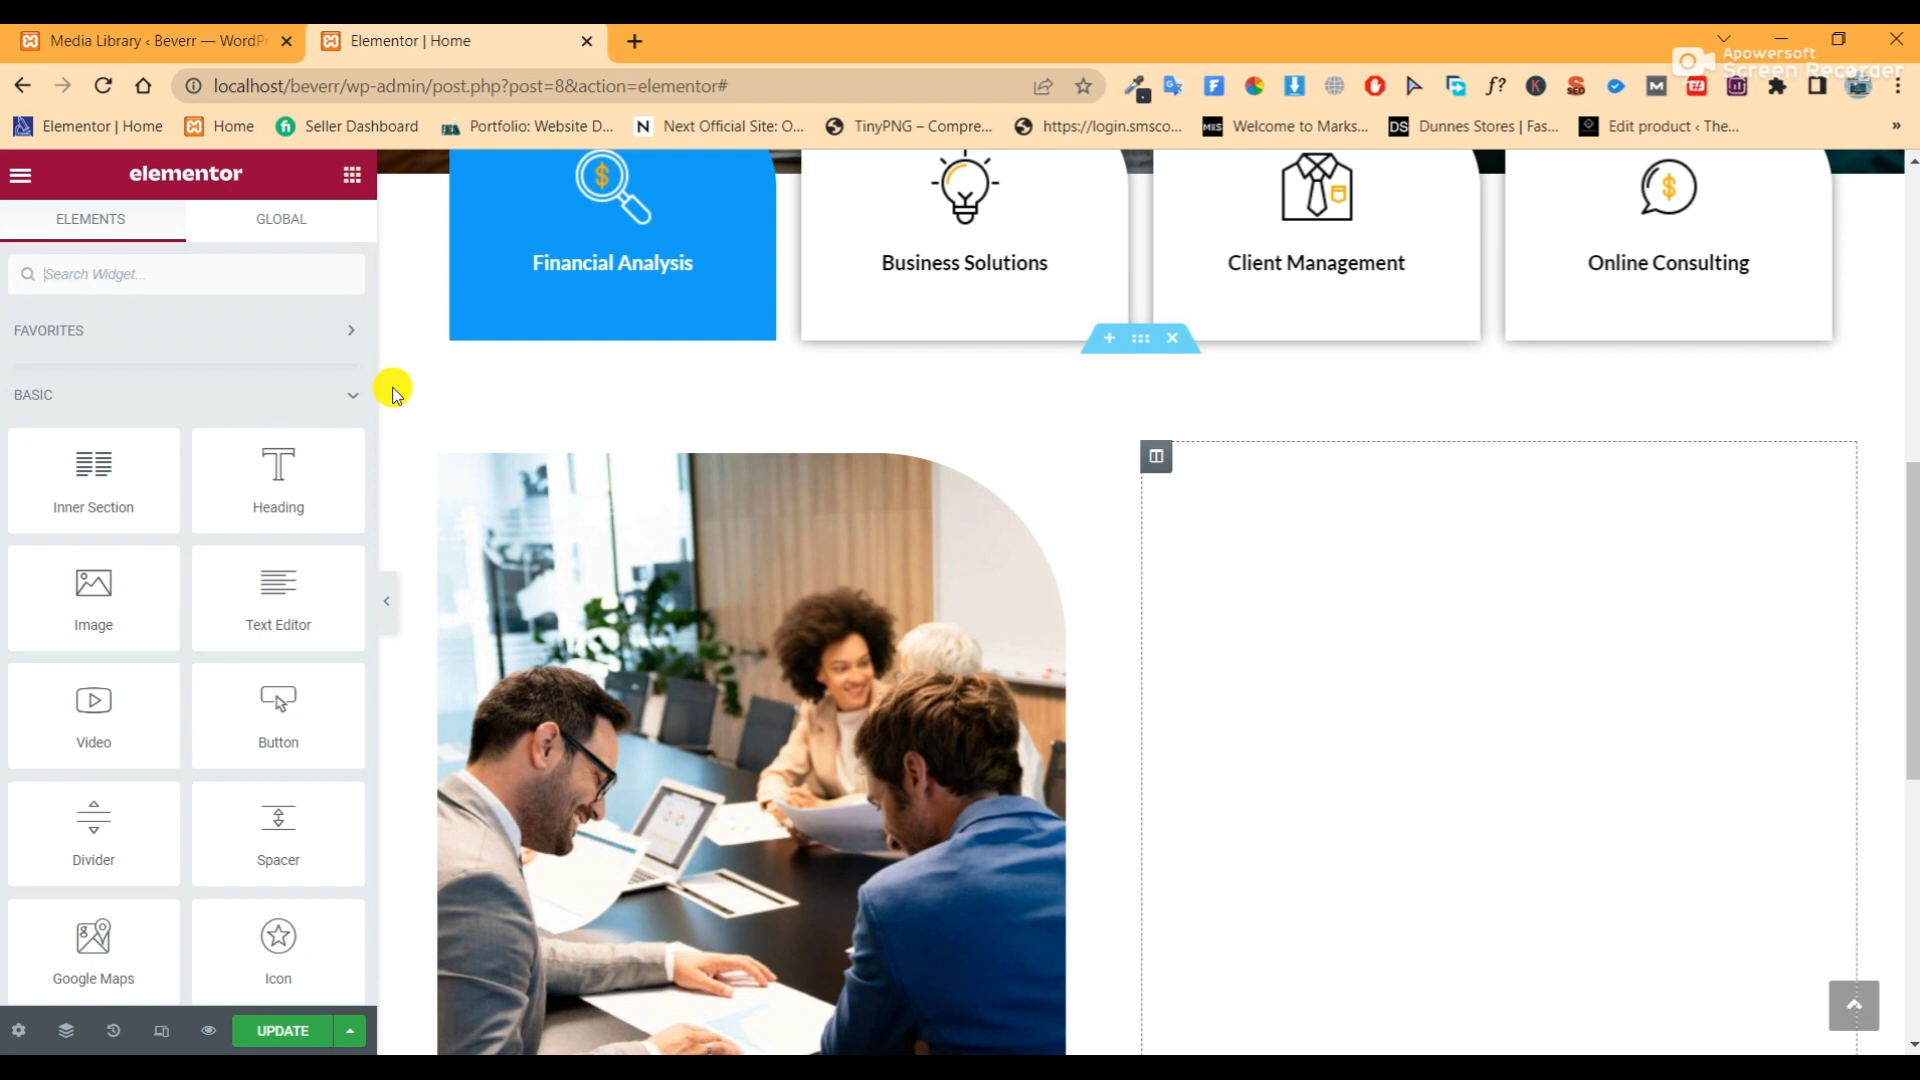 Media Library ‹ Beverr — WordPr
Elementor | Home
Apowersoft
Screen Recorder
localhost/beverr/wp-admin/post.php?post=8&action=elementor#
Elementor | Home
Home
Seller Dashboard
Portfolio: Website D...
Next Official Site: O...
TinyPNG – Compre...
https://login.smsco...
Welcome to Marks...
Dunnes Stores | Fas...
Edit product ‹ The...
elementor
ELEMENTS
GLOBAL
Search Widget...
FAVORITES
BASIC
Inner Section
Heading
Image
Text Editor
Video
Button
Divider
Spacer
Google Maps
Icon
UPDATE
Financial Analysis
Business Solutions
Client Management
Online Consulting